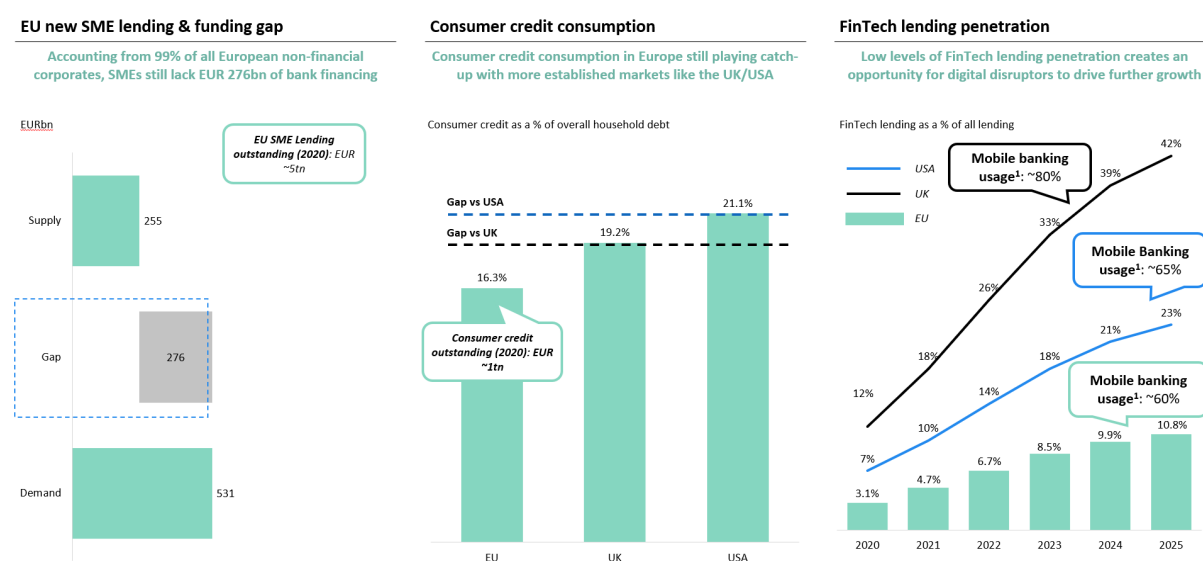 EU new SME lending & funding gap
Accounting from 99% of all European non-financial
corporates, SMEs still lack EUR 276bn of bank financing
EURbn
EU SME Lending
outstanding (2020): EUR
~5tn
Supply
255
Gap
276
Demand
531
Consumer credit consumption
Consumer credit consumption in Europe still playing catch-
up with more established markets like the UK/USA
Consumer credit as a % of overall household debt
Gap vs USA
21.1%
Gap vs UK
19.2%
16.3%
Consumer credit
outstanding (2020): EUR
~1tn
EU
UK
USA
FinTech lending penetration
Low levels of FinTech lending penetration creates an
opportunity for digital disruptors to drive further growth
FinTech lending as a % of all lending
USA
UK
EU
Mobile banking
usage¹: ~80%
12%
18%
26%
33%
39%
42%
Mobile Banking
usage¹: ~65%
7%
10%
14%
18%
21%
23%
Mobile banking
usage¹: ~60%
3.1%
4.7%
6.7%
8.5%
9.9%
10.8%
2020
2021
2022
2023
2024
2025